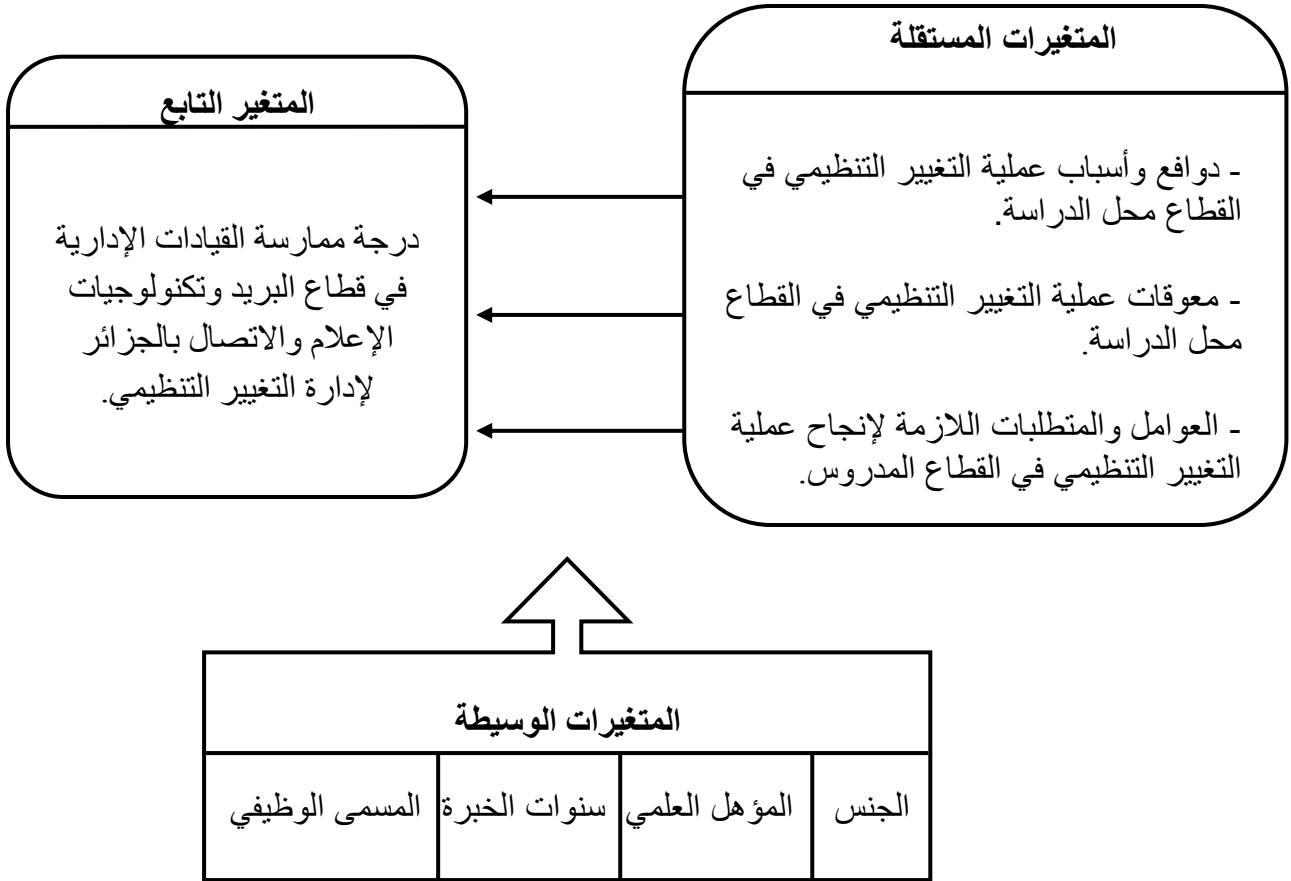 المتغيرات المستقلة
- دوافع وأسباب عملية التغيير التنظيمي في
القطاع محل الدراسة.
- معوقات عملية التغيير التنظيمي في القطاع
محل الدراسة.
- العوامل والمتطلبات اللازمة لإنجاح عملية
التغيير التنظيمي في القطاع المدروس.
المتغير التابع
درجة ممارسة القيادات الإدارية
في قطاع البريد وتكنولوجيات
الإعلام والاتصال بالجزائر
لإدارة التغيير التنظيمي.
المتغيرات الوسيطة
الجنس
المؤهل العلمي
سنوات الخبرة
المسمى الوظيفي